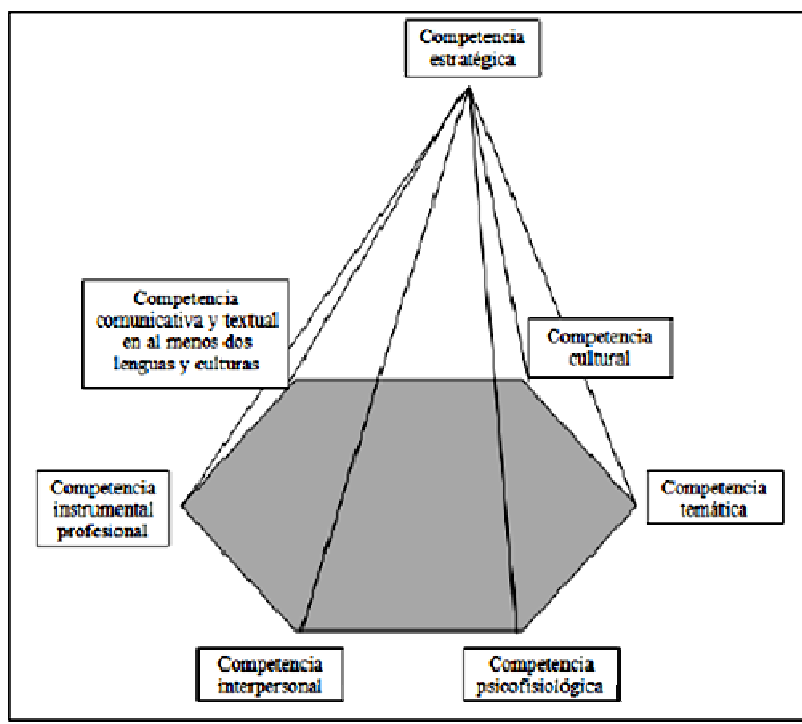 Competencia
estratégica
Competencia
comunicativa y textual
en al menos dos
lenguas y culturas
Competencia
cultural
Competencia
instrumental
profesional
Competencia
temática
Competencia
interpersonal
Competencia
psicofisiológica